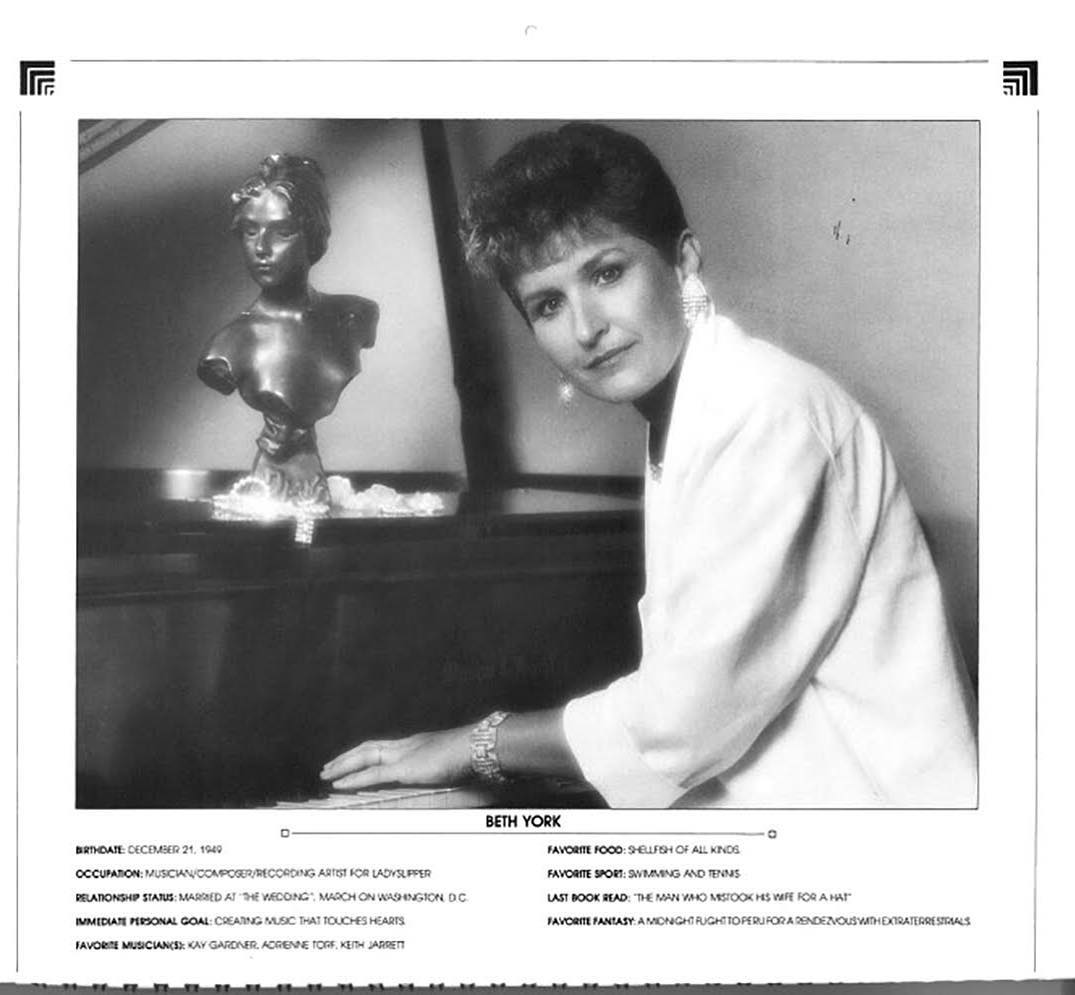 BETH YORK
BIRTHDATE: DECEMBER 21, 1949
OCCUPATION: MUSICIAN/COMPOSER/RECORDING ARTIST FOR LADYSLIPPER
RELATIONSHIP STATUS: MARRIED AT "THE WEDDING", MARCH ON WASHINGTON, D.C.
IMMEDIATE PERSONAL GOAL: CREATING MUSIC THAT TOUCHES HEARTS.
FAVORITE MUSICIAN(S): KAY GARDNER, ADRIENNE TORF, KEITH JARRETT
FAVORITE FOOD: SHELLFISH OF ALL KINDS.
FAVORITE SPORT: SWIMMING AND TENNIS
LAST BOOK READ: "THE MAN WHO MISTOOK HIS WIFE FOR A HAT"
FAVORITE FANTASY: A MIDNIGHT FLIGHT TO PERU FOR A RENDEZVOUS WITH EXTRATERRESTRIALS.